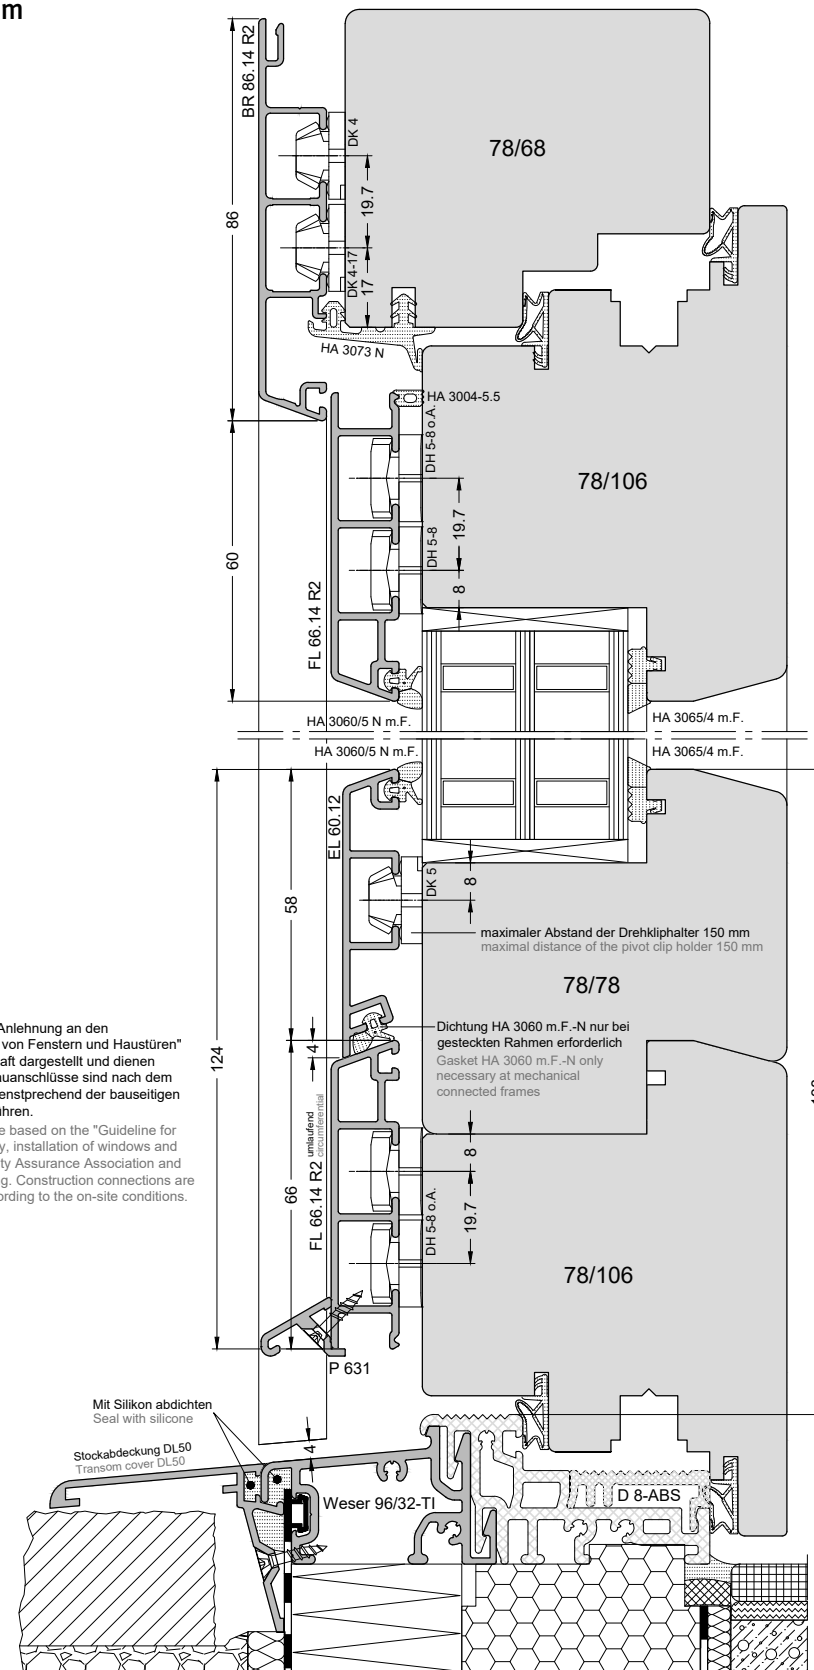 m
BR 86.14 R2
DK 4
78/68
19.7
86
DK 4-17
17
HA 3073 N
HA 3004-5.5
DH 5-8 o.A.
78/106
19.7
60
DH 5-8
8
FL 66.14 R2
HA 3060/5 N m.F.
HA 3065/4 m.F.
HA 3060/5 N m.F.
HA 3065/4 m.F.
EL 60.12
DK 5
8
58
maximaler Abstand der Drehkliphalter 150 mm
maximal distance of the pivot clip holder 150 mm
78/78
Anlehnung an den
von Fenstern und Haustüren"
aft dargestellt und dienen
uanschlüsse sind nach dem
enstprechend der bauseitigen
ühren.
e based on the "Guideline for
y, installation of windows and
ty Assurance Association and
g. Construction connections are
ording to the on-site conditions.
124
4
Dichtung HA 3060 m.F.-N nur bei
gesteckten Rahmen erforderlich
Gasket HA 3060 m.F.-N only
necessary at mechanical
connected frames
umlaufend
circumferential
FL 66.14 R2
8
66
19.7
DH 5-8 o.A.
78/106
P 631
Mit Silikon abdichten
Seal with silicone
4
Stockabdeckung DL50
Transom cover DL50
Weser 96/32-TI
D 8-ABS